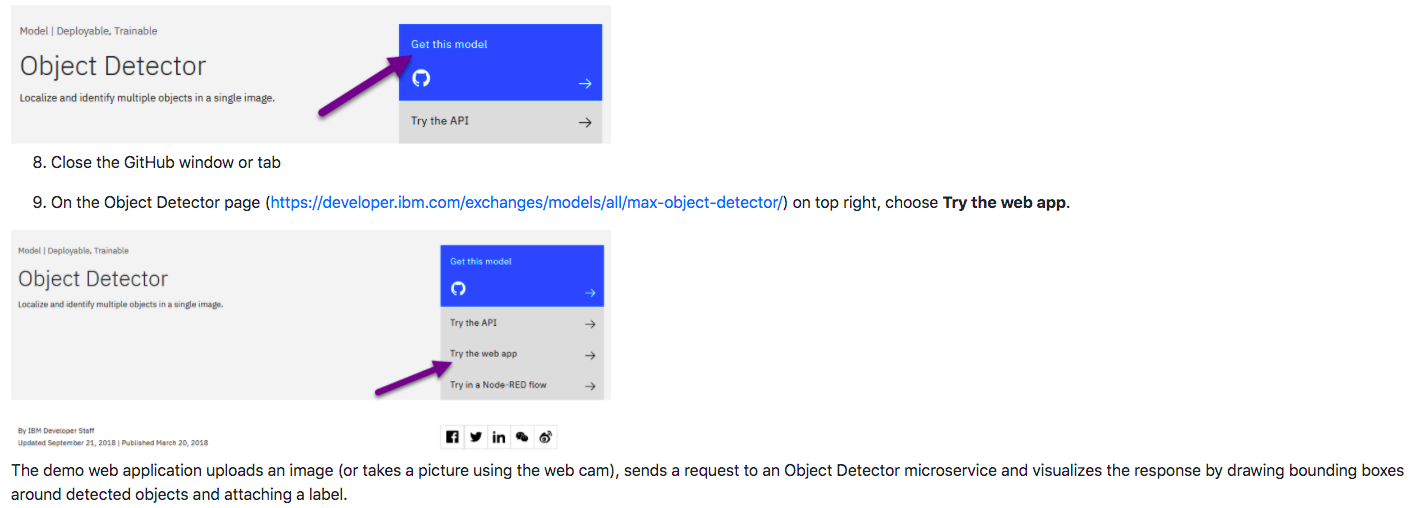 Model | Deployable, Trainable
Get this model
Object Detector
Localize and identify multiple objects in a single image.
Try the API
8. Close the GitHub window or tab
9. On the Object Detector page (https://developer.ibm.com/exchanges/models/all/max-object-detector/) on top right, choose Try the web app.
Model | Deployable, Trainable
Get this model
Object Detector
Localize and identify multiple objects in a single image.
Try the API
Try the web app
Try in a Node-RED flow
By IBM Developer Staff
Updated September 21, 2018 | Published March 20, 2018
The demo web application uploads an image (or takes a picture using the web cam), sends a request to an Object Detector microservice and visualizes the response by drawing bounding boxes
around detected objects and attaching a label.